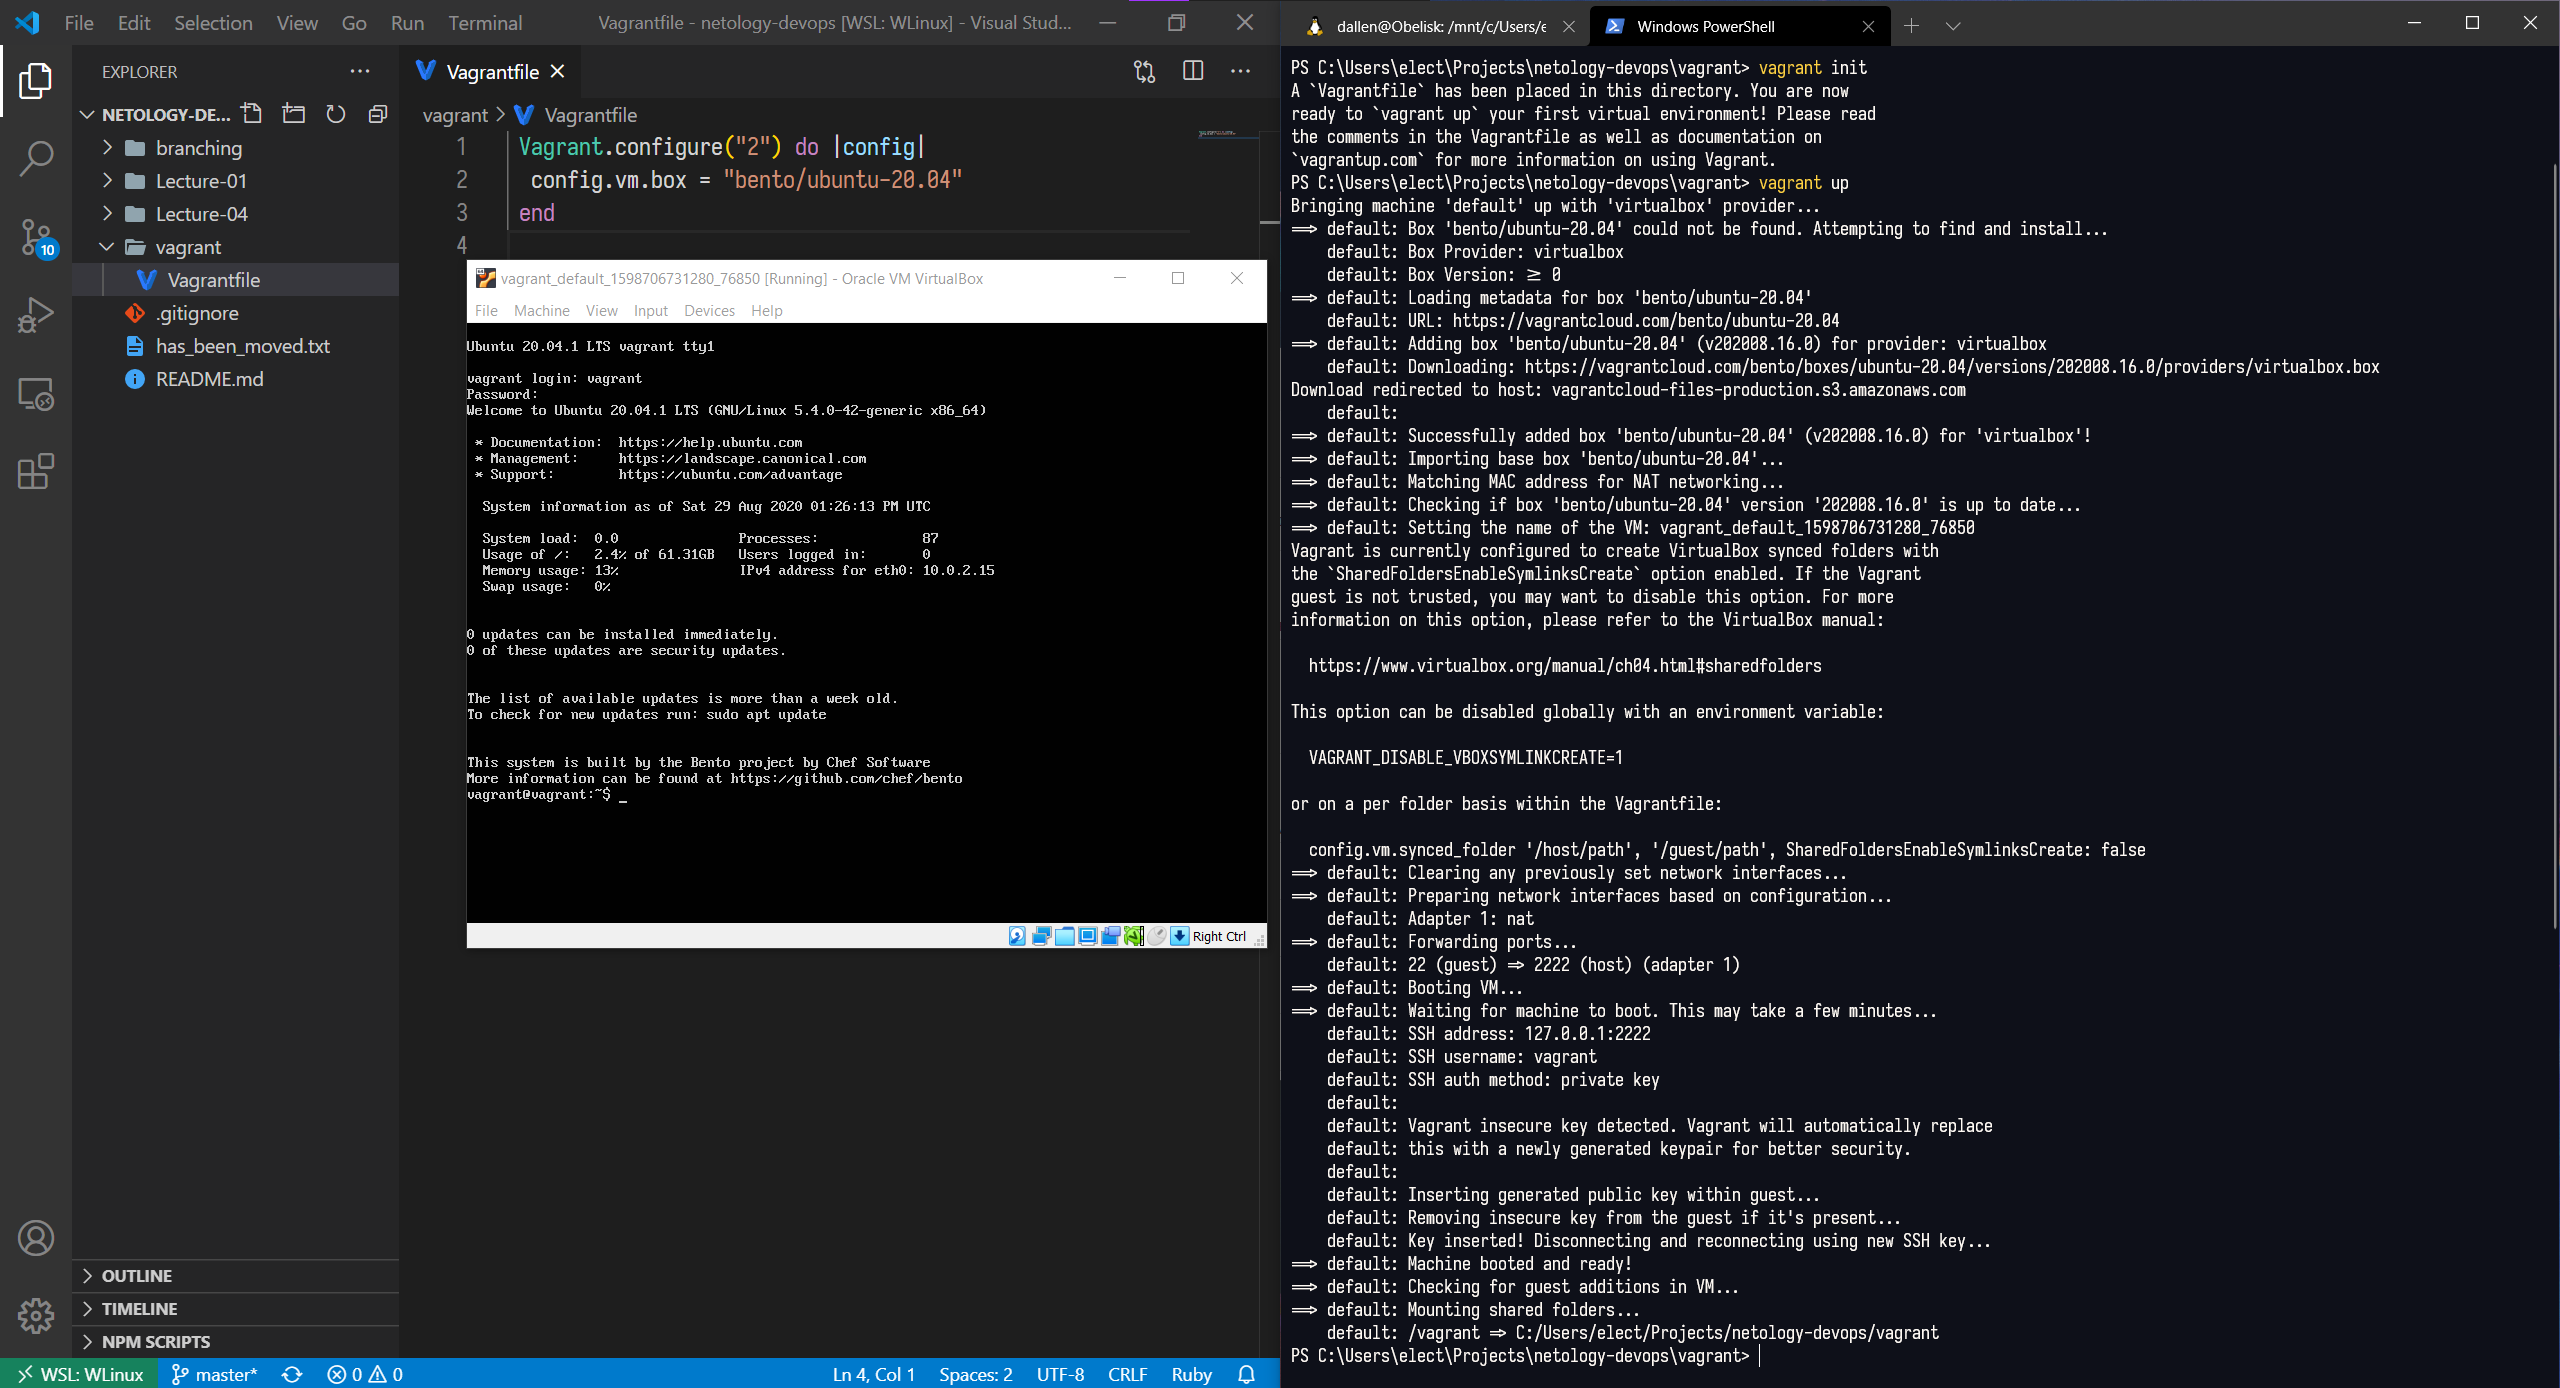 File Edit Selection View Go Run Terminal
Vagrantfile - netology-devops [WSL: WLinux] - Visual Stud...
EXPLORER
NETOLOGY-DE...
branching
Lecture-01
Lecture-04
vagrant
Vagrantfile
.gitignore
has_been_moved.txt
README.md
10
OUTLINE
TIMELINE
NPM SCRIPTS
Vagrantfile
vagrant > Vagrantfile
1 Vagrant.configure("2") do |config|
2 config.vm.box = "bento/ubuntu-20.04"
3 end
4
vagrant_default_1598706731280_76850 [Running] - Oracle VM VirtualBox
File Machine View Input Devices Help
Ubuntu 20.04.1 LTS vagrant tty1
vagrant login: vagrant
Password:
Welcome to Ubuntu 20.04.1 LTS (GNU/Linux 5.4.0-42-generic x86_64)
* Documentation: https://help.ubuntu.com
* Management: https://landscape.canonical.com
* Support: https://ubuntu.com/advantage
System information as of Sat 29 Aug 2020 01:26:13 PM UTC
System load: 0.0 Processes: 87
Usage of /: 2.4% of 61.31GB Users logged in: 0
Memory usage: 13% IPv4 address for eth0: 10.0.2.15
Swap usage: 0%
0 updates can be installed immediately.
0 of these updates are security updates.
The list of available updates is more than a week old.
To check for new updates run: sudo apt update
This system is built by the Bento project by Chef Software
More information can be found at https://github.com/chef/bento
vagrant@vagrant:~$ _
Right Ctrl
WSL: WLinux master* 0 0 Ln 4, Col 1 Spaces: 2 UTF-8 CRLF Ruby
dallen@Obelisk: /mnt/c/Users/e
Windows PowerShell
PS C:\Users\elect\Projects\netology-devops\vagrant> vagrant init
A `Vagrantfile` has been placed in this directory. You are now
ready to `vagrant up` your first virtual environment! Please read
the comments in the Vagrantfile as well as documentation on
`vagrantup.com` for more information on using Vagrant.
PS C:\Users\elect\Projects\netology-devops\vagrant> vagrant up
Bringing machine 'default' up with 'virtualbox' provider...
==> default: Box 'bento/ubuntu-20.04' could not be found. Attempting to find and install...
default: Box Provider: virtualbox
default: Box Version: >= 0
==> default: Loading metadata for box 'bento/ubuntu-20.04'
default: URL: https://vagrantcloud.com/bento/ubuntu-20.04
==> default: Adding box 'bento/ubuntu-20.04' (v202008.16.0) for provider: virtualbox
default: Downloading: https://vagrantcloud.com/bento/boxes/ubuntu-20.04/versions/202008.16.0/providers/virtualbox.box
Download redirected to host: vagrantcloud-files-production.s3.amazonaws.com
default:
==> default: Successfully added box 'bento/ubuntu-20.04' (v202008.16.0) for 'virtualbox'!
==> default: Importing base box 'bento/ubuntu-20.04'...
==> default: Matching MAC address for NAT networking...
==> default: Checking if box 'bento/ubuntu-20.04' version '202008.16.0' is up to date...
==> default: Setting the name of the VM: vagrant_default_1598706731280_76850
Vagrant is currently configured to create VirtualBox synced folders with
the `SharedFoldersEnableSymlinksCreate` option enabled. If the Vagrant
guest is not trusted, you may want to disable this option. For more
information on this option, please refer to the VirtualBox manual:
https://www.virtualbox.org/manual/ch04.html#sharedfolders
This option can be disabled globally with an environment variable:
VAGRANT_DISABLE_VBOXSYMLINKCREATE=1
or on a per folder basis within the Vagrantfile:
config.vm.synced_folder '/host/path', '/guest/path', SharedFoldersEnableSymlinksCreate: false
==> default: Clearing any previously set network interfaces...
==> default: Preparing network interfaces based on configuration...
default: Adapter 1: nat
==> default: Forwarding ports...
default: 22 (guest) => 2222 (host) (adapter 1)
==> default: Booting VM...
==> default: Waiting for machine to boot. This may take a few minutes...
default: SSH address: 127.0.0.1:2222
default: SSH username: vagrant
default: SSH auth method: private key
default:
default: Vagrant insecure key detected. Vagrant will automatically replace
default: this with a newly generated keypair for better security.
default:
default: Inserting generated public key within guest...
default: Removing insecure key from the guest if it's present...
default: Key inserted! Disconnecting and reconnecting using new SSH key...
==> default: Machine booted and ready!
==> default: Checking for guest additions in VM...
==> default: Mounting shared folders...
default: /vagrant => C:/Users/elect/Projects/netology-devops/vagrant
PS C:\Users\elect\Projects\netology-devops\vagrant>